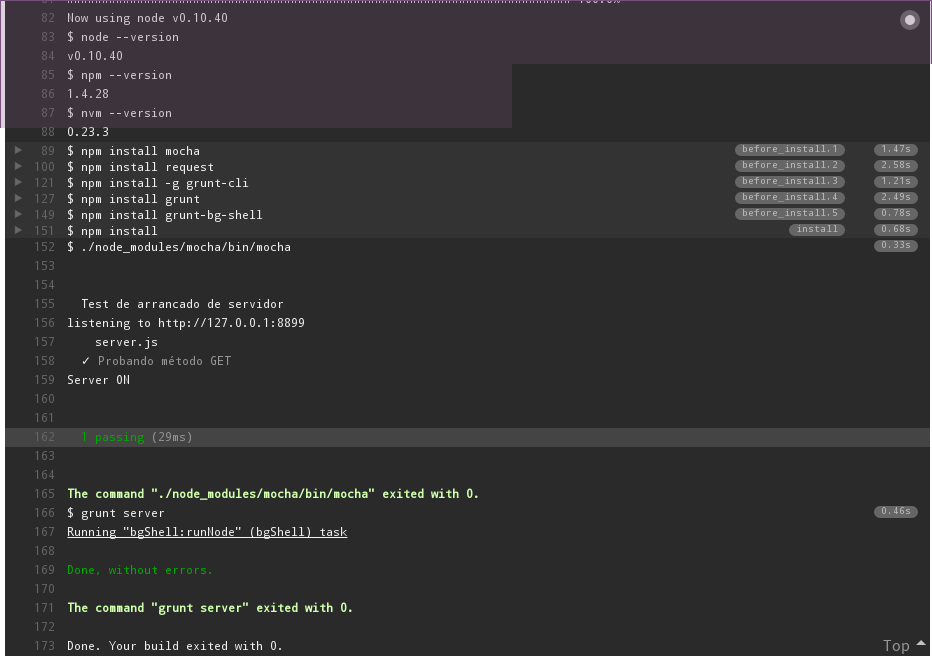 82 Now using node v0.10.40
83 $ node --version
84 v0.10.40
85 $ npm --version
86 1.4.28
87 $ nvm --version
88 0.23.3
89 $ npm install mocha before_install.1 1.47s
100 $ npm install request before_install.2 2.58s
121 $ npm install -g grunt-cli before_install.3 1.21s
127 $ npm install grunt before_install.4 2.49s
149 $ npm install grunt-bg-shell before_install.5 0.78s
151 $ npm install install 0.68s
152 $ ./node_modules/mocha/bin/mocha 0.33s
153
154
155 Test de arrancado de servidor
156 listening to http://127.0.0.1:8899
157 server.js
158 ✓ Probando método GET
159 Server ON
160
161
162 1 passing (29ms)
163
164
165 The command "./node_modules/mocha/bin/mocha" exited with 0.
166 $ grunt server 0.46s
167 Running "bgShell:runNode" (bgShell) task
168
169 Done, without errors.
170
171 The command "grunt server" exited with 0.
172
173 Done. Your build exited with 0.
Top